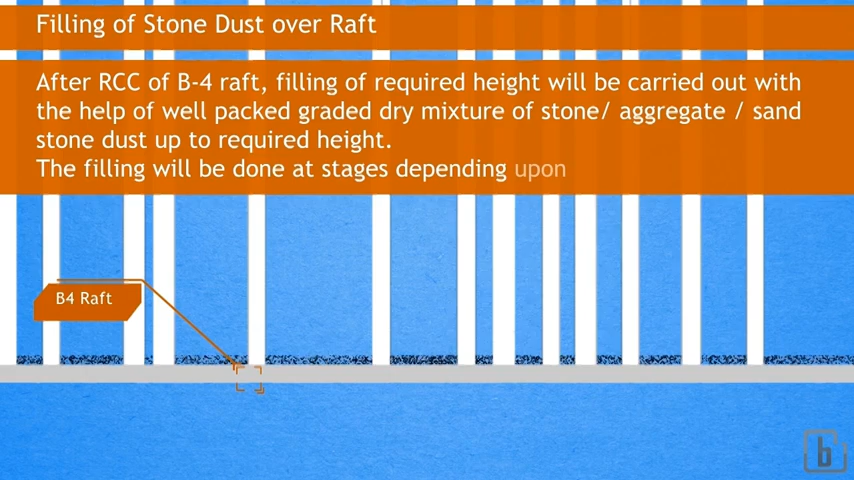 Filling of Stone Dust over Raft
After RCC of B-4 raft, filling of required height will be carried out with
the help of well packed graded dry mixture of stone/ aggregate / sand
stone dust up to required height.
The filling will be done at stages depending upon
B4 Raft
b